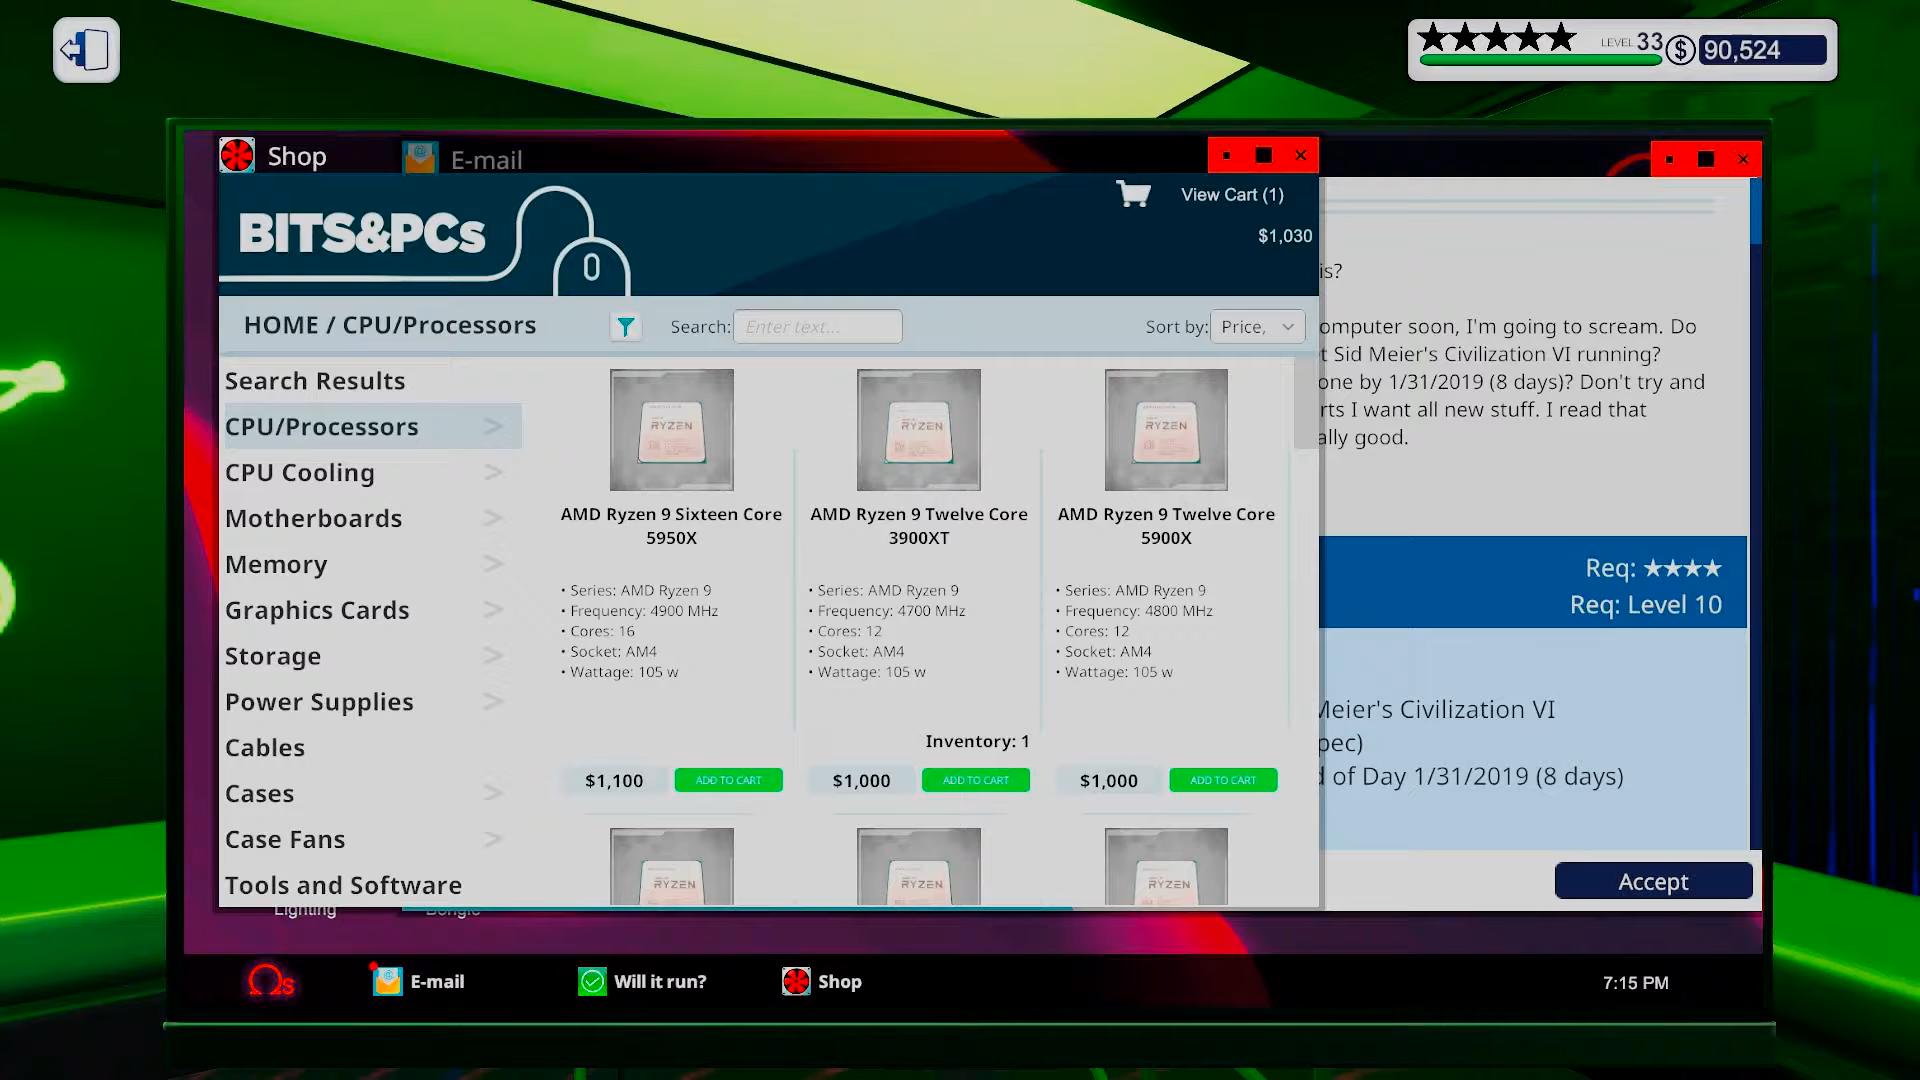 LEVEL 33 $ 90,524
Shop
E-mail
View Cart (1)
$1,030
BITS&PCs
HOME / CPU/Processors
Search:
Enter text...
Sort by:
Price,
Search Results
CPU/Processors >
CPU Cooling >
Motherboards >
Memory >
Graphics Cards >
Storage >
Power Supplies >
Cables
Cases >
Case Fans >
Tools and Software
Lighting
RYZEN
AMD Ryzen 9 Sixteen Core
5950X
• Series: AMD Ryzen 9
• Frequency: 4900 MHz
• Cores: 16
• Socket: AM4
• Wattage: 105 w
$1,100
ADD TO CART
RYZEN
AMD Ryzen 9 Twelve Core
3900XT
• Series: AMD Ryzen 9
• Frequency: 4700 MHz
• Cores: 12
• Socket: AM4
• Wattage: 105 w
Inventory: 1
$1,000
ADD TO CART
RYZEN
AMD Ryzen 9 Twelve Core
5900X
• Series: AMD Ryzen 9
• Frequency: 4800 MHz
• Cores: 12
• Socket: AM4
• Wattage: 105 w
$1,000
ADD TO CART
RYZEN
RYZEN
RYZEN
is?
omputer soon, I'm going to scream. Do
t Sid Meier's Civilization VI running?
one by 1/31/2019 (8 days)? Don't try and
rts I want all new stuff. I read that
ally good.
Req: ★★★★
Req: Level 10
Meier's Civilization VI
pec)
d of Day 1/31/2019 (8 days)
Accept
Ωs
E-mail
Will it run?
Shop
7:15 PM